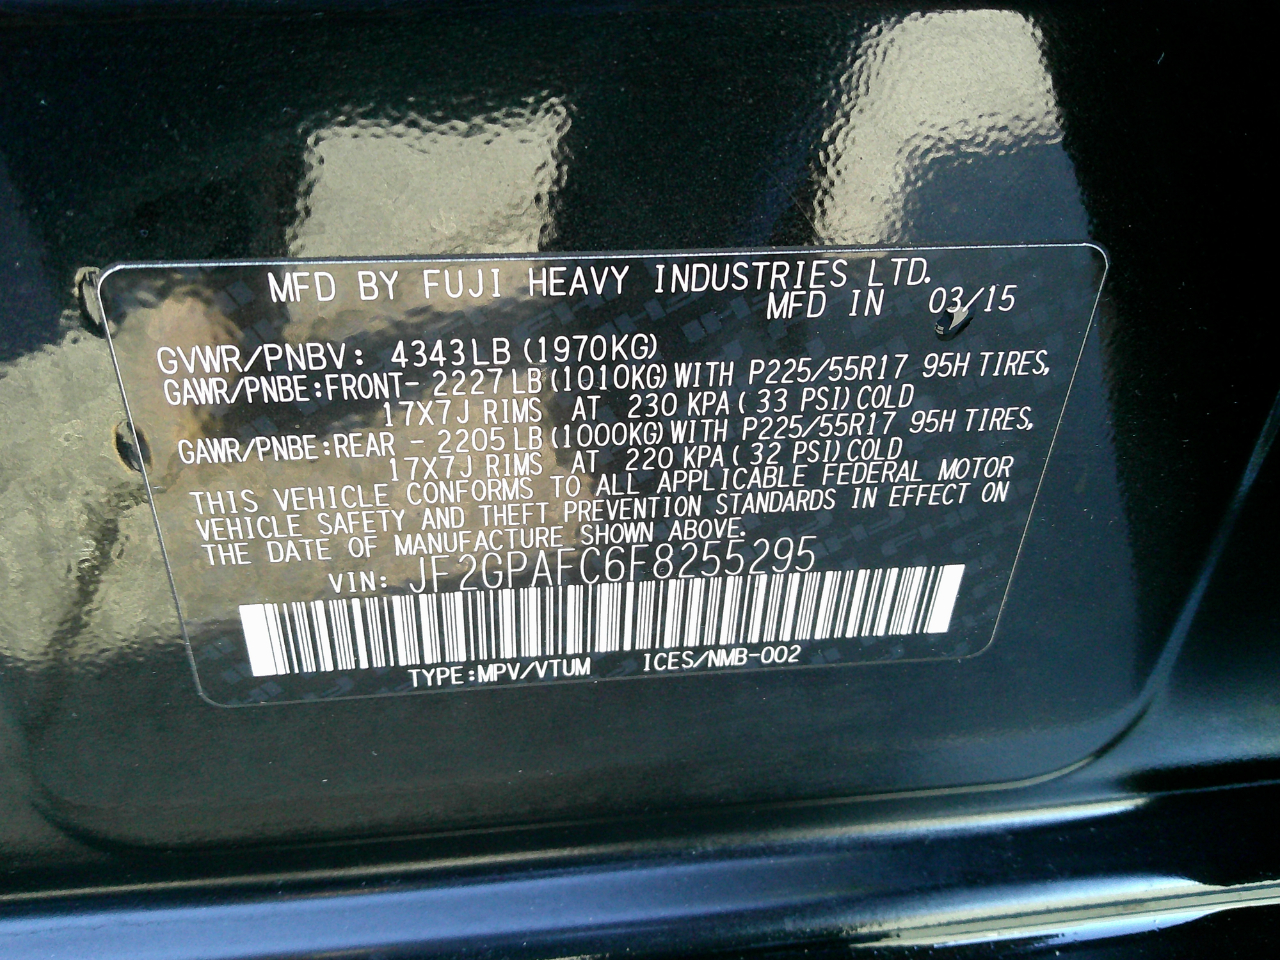 MFD BY FUJI HEAVY INDUSTRIES LTD.
MFD IN 03/15
GVWR/PNBV: 4343LB (1970KG)
GAWR/PNBE:FRONT- 2227LB(1010KG)WITH P225/55R17 95H TIRES,
17X7J RIMS AT 230 KPA( 33 PSI)COLD
GAWR/PNBE:REAR - 2205LB(1000KG)WITH P225/55R17 95H TIRES,
17X7J RIMS AT 220 KPA( 32 PSI)COLD
THIS VEHICLE CONFORMS TO ALL APPLICABLE FEDERAL MOTOR
VEHICLE SAFETY AND THEFT PREVENTION STANDARDS IN EFFECT ON
THE DATE OF MANUFACTURE SHOWN ABOVE.
VIN: JF2GPAFC6F8255295
TYPE:MPV/VTUM ICES/NMB-002